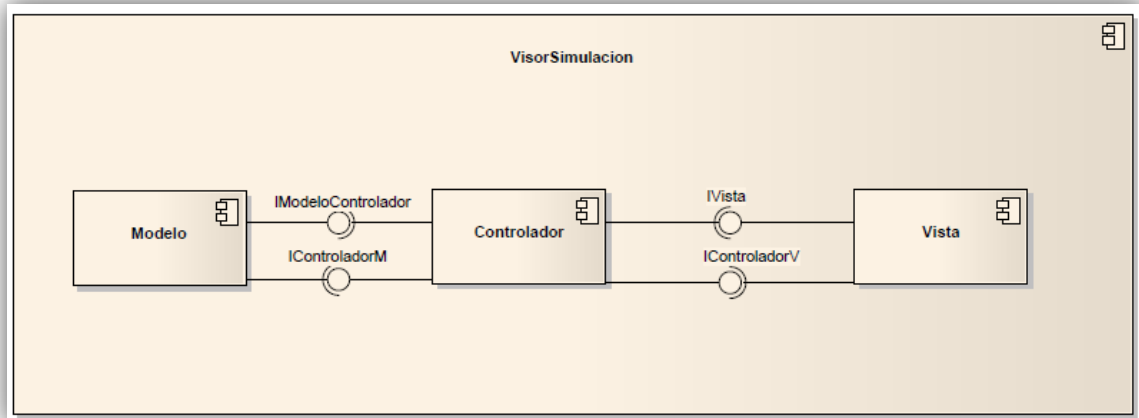 VisorSimulacion
IModeloControlador
IVista
Modelo
Controlador
Vista
IControladorM
IControladorV